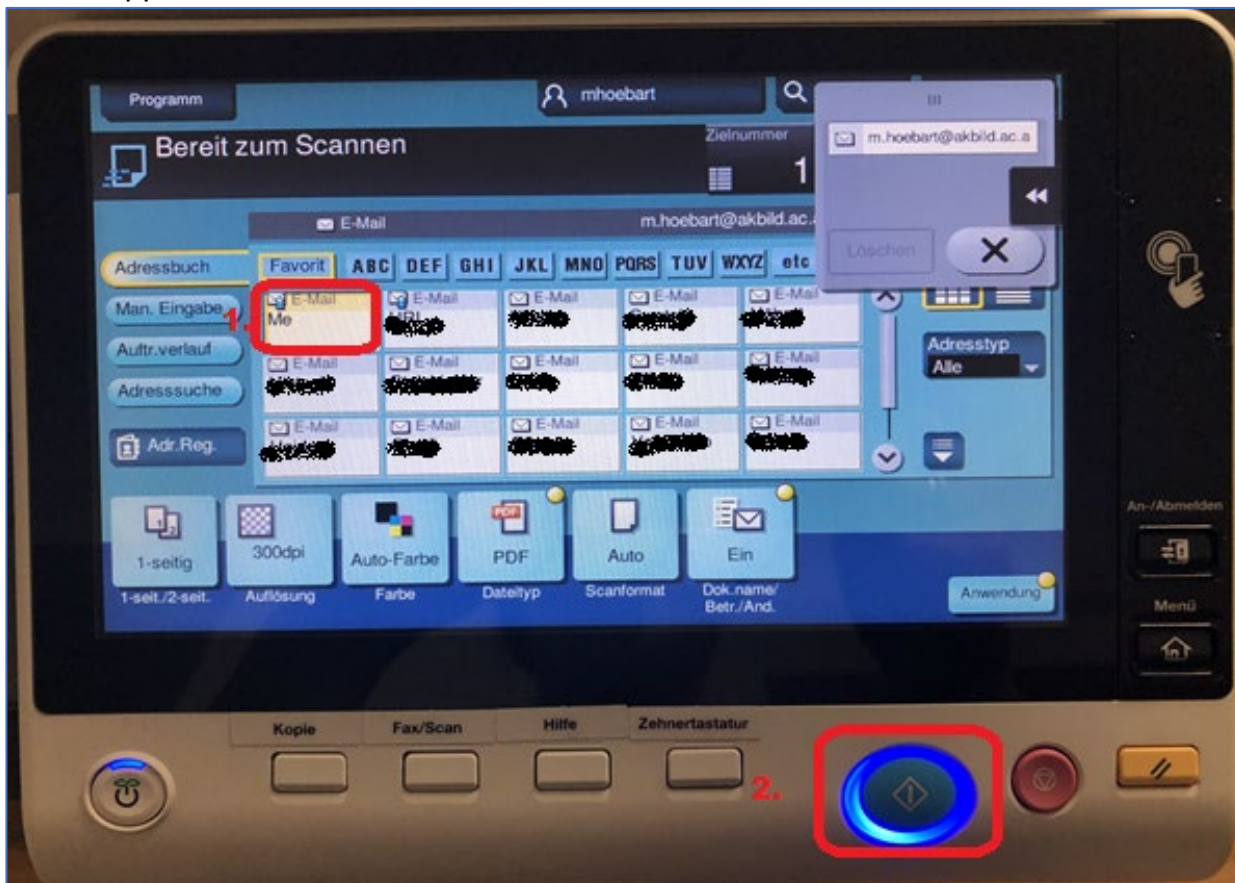 Programm
mhoebart
Bereit zum Scannen
Zielnummer
1
m.hoebart@akbild.ac.a
E-Mail
m.hoebart@akbild.ac.
Löschen
Adressbuch
Favorit ABC DEF GHI JKL MNO PQRS TUV WXYZ etc
Man. Eingabe
1.
E-Mail E-Mail E-Mail E-Mail E-Mail
Me
Auftr.verlauf
Adresstyp
Alle
E-Mail E-Mail E-Mail E-Mail E-Mail
Adresssuche
Adr.Reg.
E-Mail E-Mail E-Mail E-Mail E-Mail
1-seitig 300dpi Auto-Farbe PDF Auto Ein
1-seit./2-seit. Auflösung Farbe Dateityp Scanformat Dok.name/
Betr./And.
Anwendung
An-/Abmelden
Menü
Kopie Fax/Scan Hilfe Zehnertastatur
2.